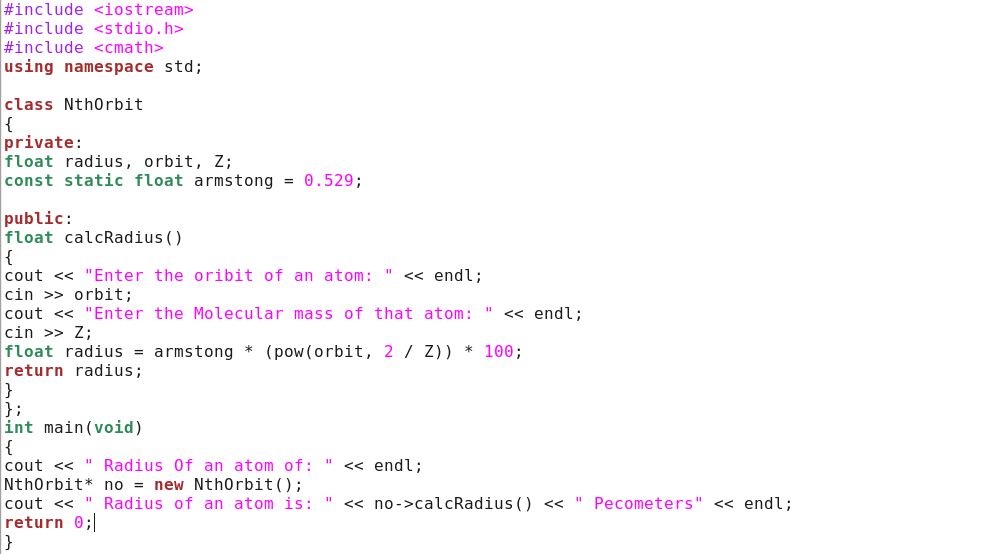 #include <iostream>
#include <stdio.h>
#include <cmath>
using namespace std;
class NthOrbit
{
private:
float radius, orbit, Z;
const static float armstong = 0.529;
public:
float calcRadius()
{
cout << "Enter the oribit of an atom: " << endl;
cin >> orbit;
cout << "Enter the Molecular mass of that atom: " << endl;
cin >> Z;
float radius = armstong * (pow(orbit, 2 / Z)) * 100;
return radius;
}
};
int main(void)
{
cout << " Radius Of an atom of: " << endl;
NthOrbit* no = new NthOrbit();
cout << " Radius of an atom is: " << no->calcRadius() << " Pecometers" << endl;
return 0;
}